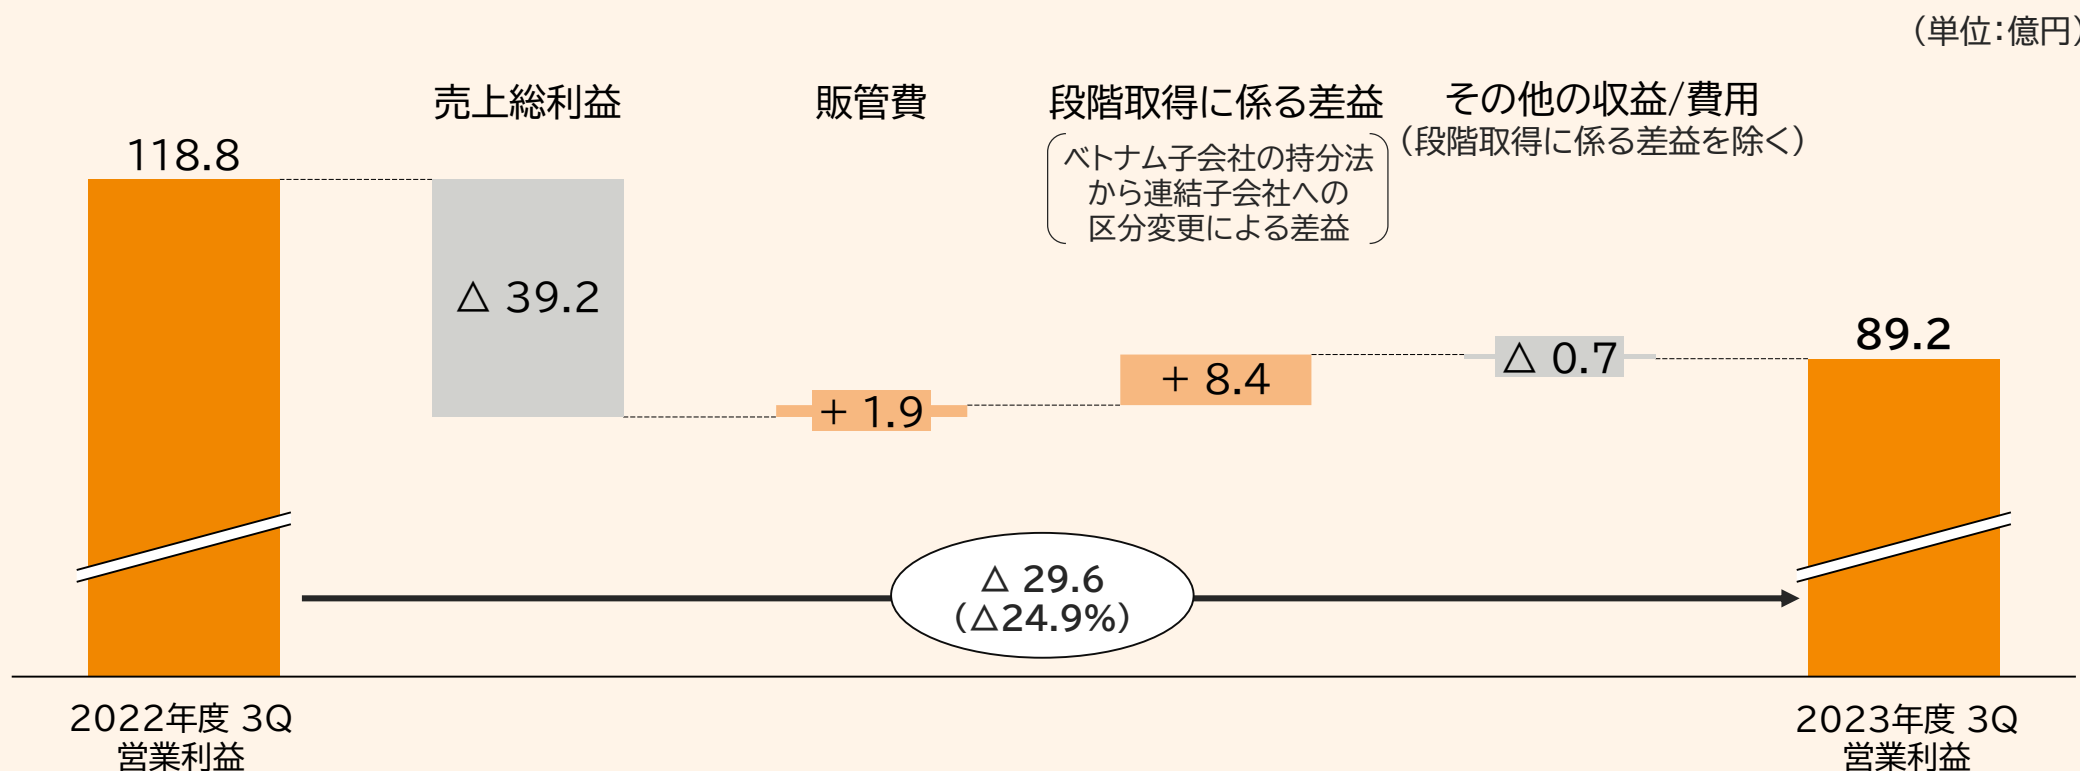 (単位：億円)
売上総利益
販管費
段階取得に係る差益
ベトナム子会社の持分法
から連結子会社への
区分変更による差益
その他の収益/費用
(段階取得に係る差益を除く)
118.8
△ 39.2
+ 1.9
+ 8.4
△ 0.7
89.2
△ 29.6
(△24.9%)
2022年度 3Q
営業利益
2023年度 3Q
営業利益